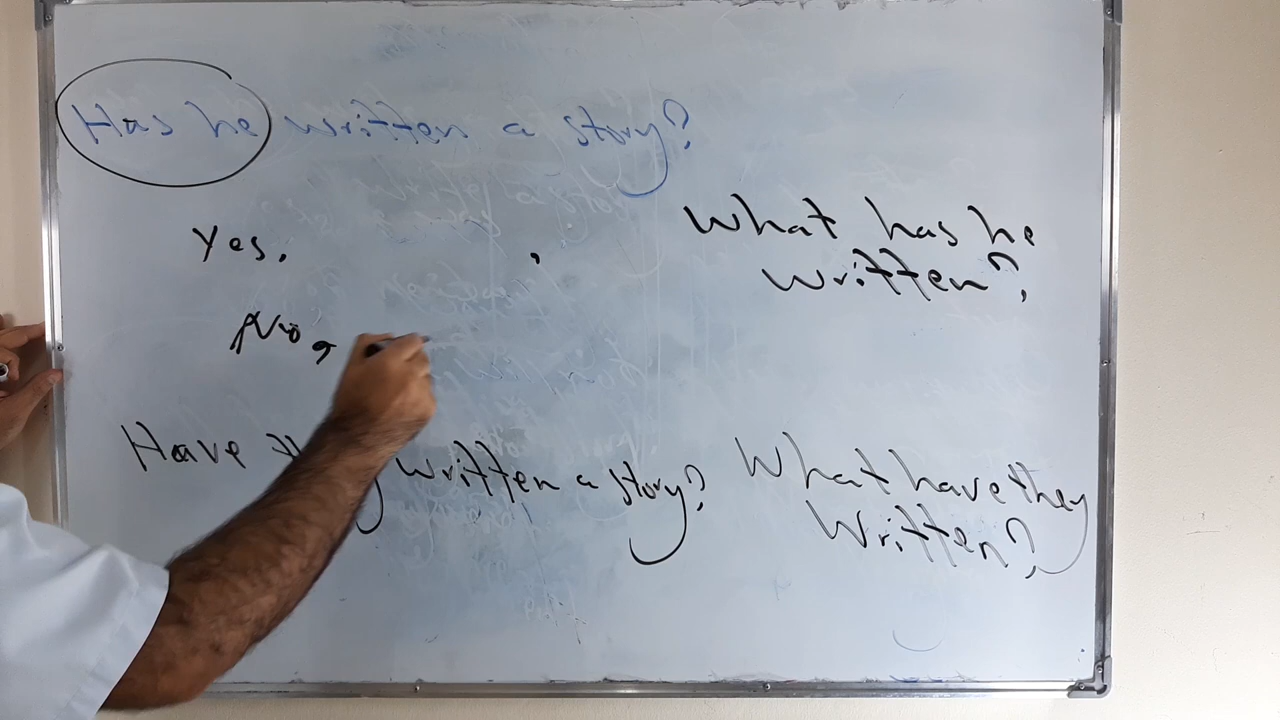 Has he written a story?
Yes.
What has he
written?
No,
Have written a story?
What have they
Written?